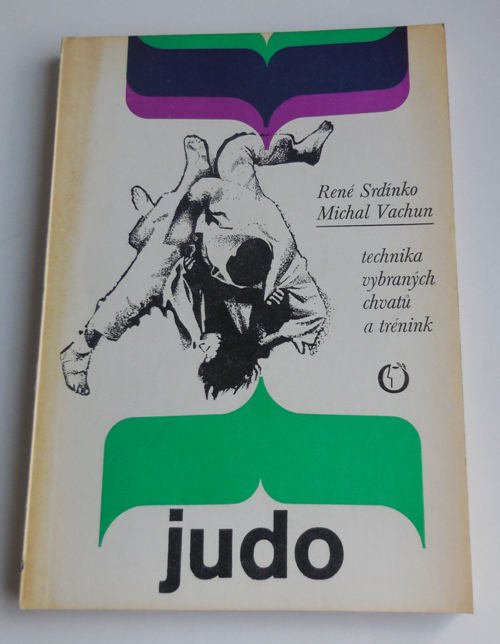 René Srdínko
Michal Vachun
technika
vybraných
chvatů
a trénink
judo